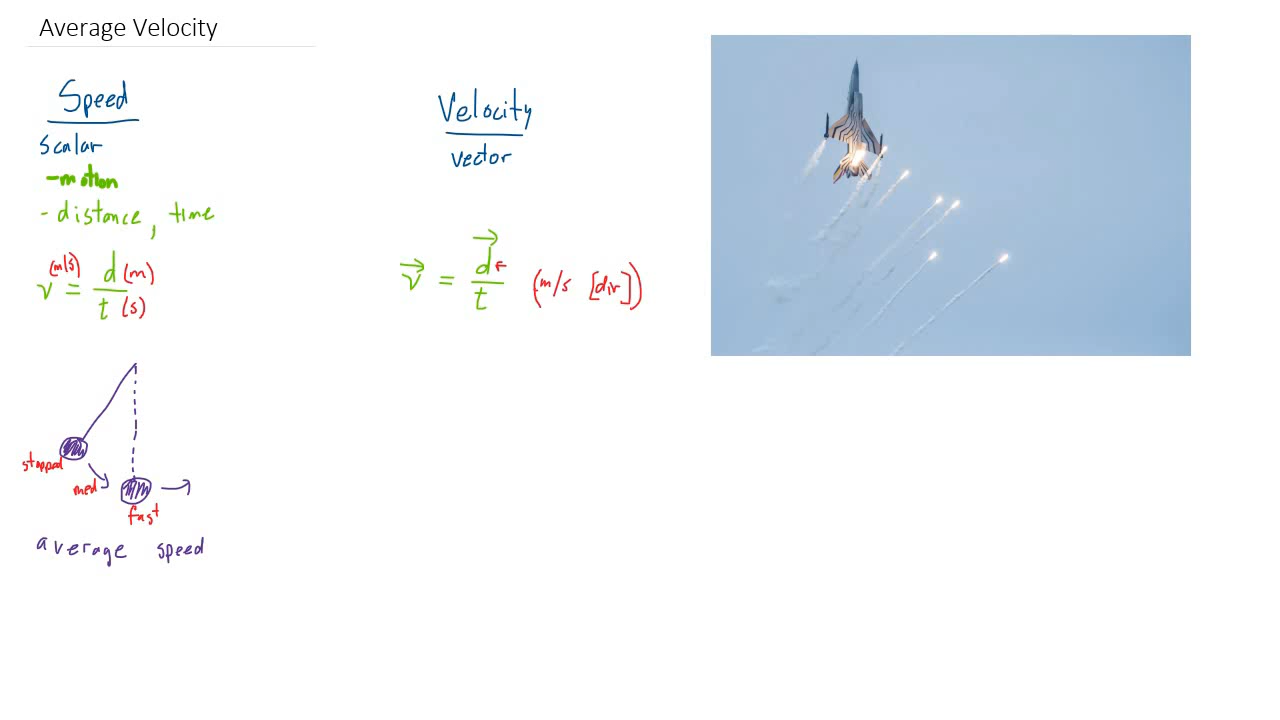 Average Velocity
Speed
scalar
- motion
- distance, time
(m/s)
v = d (m)
t (s)
stopped
med
fast
average speed
Velocity
vector
v⃗ = d⃗r / t (m/s [dir])